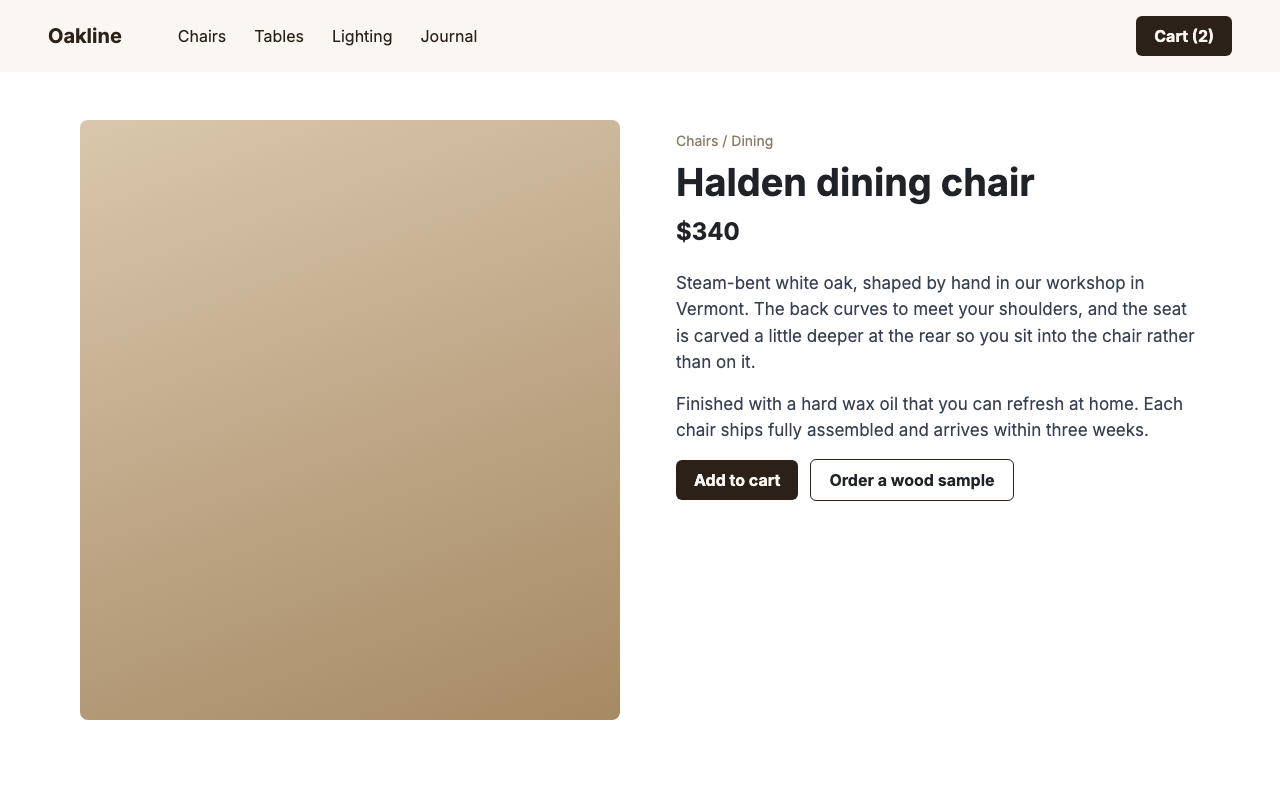 Oakline
Chairs
Tables
Lighting
Journal
Cart (2)
Chairs / Dining
Halden dining chair
$340
Steam-bent white oak, shaped by hand in our workshop in
Vermont. The back curves to meet your shoulders, and the seat
is carved a little deeper at the rear so you sit into the chair rather
than on it.
Finished with a hard wax oil that you can refresh at home. Each
chair ships fully assembled and arrives within three weeks.
Add to cart
Order a wood sample